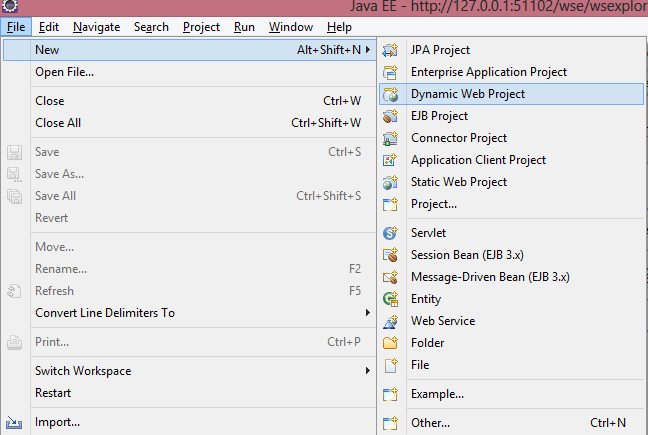 Java EE - http://127.0.0.1:51102/wse/wsexplor
File Edit Navigate Search Project Run Window Help
New Alt+Shift+N
Open File...
Close Ctrl+W
Close All Ctrl+Shift+W
Save Ctrl+S
Save As...
Save All Ctrl+Shift+S
Revert
Move...
Rename... F2
Refresh F5
Convert Line Delimiters To
Print... Ctrl+P
Switch Workspace
Restart
Import...
JPA Project
Enterprise Application Project
Dynamic Web Project
EJB Project
Connector Project
Application Client Project
Static Web Project
Project...
Servlet
Session Bean (EJB 3.x)
Message-Driven Bean (EJB 3.x)
Entity
Web Service
Folder
File
Example...
Other... Ctrl+N